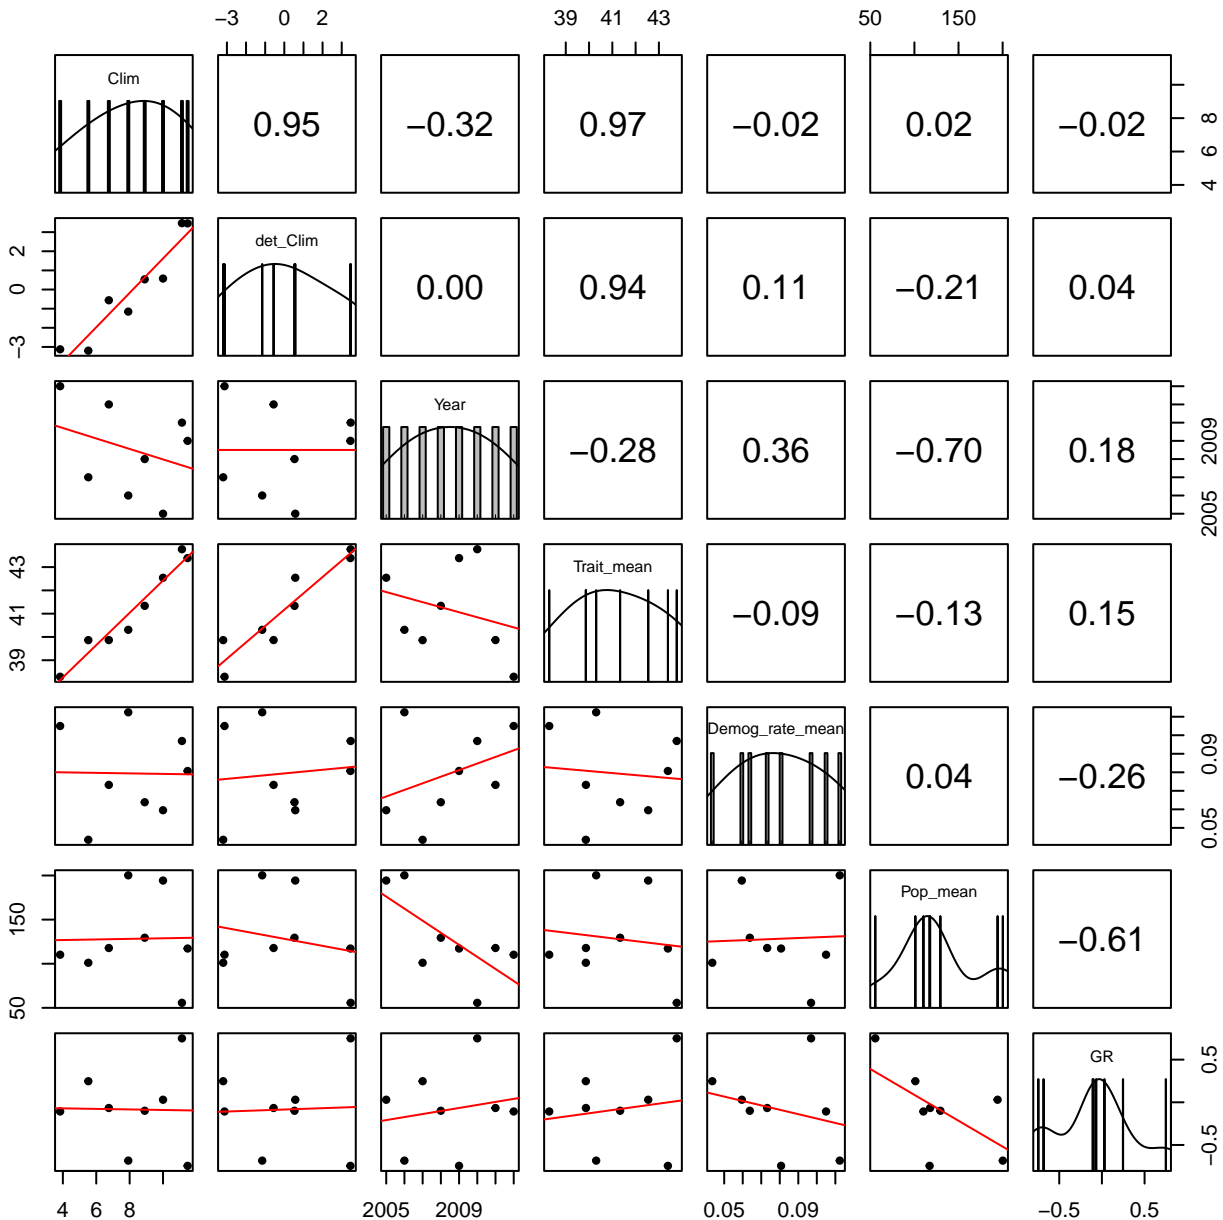 −3 0 2 39 41 43 50 150
Clim 0.95 −0.32 0.97 −0.02 0.02 −0.02
4 6 8
−3 0 2
det_Clim 0.00 0.94 0.11 −0.21 0.04
Year −0.28 0.36 −0.70 0.18
2005 2009
39 41 43
Trait_mean −0.09 −0.13 0.15
Demog_rate_mean 0.04 −0.26
0.05 0.09
50 150
Pop_mean −0.61
GR
−0.5 0.5
4 6 8 2005 2009 0.05 0.09 −0.5 0.5